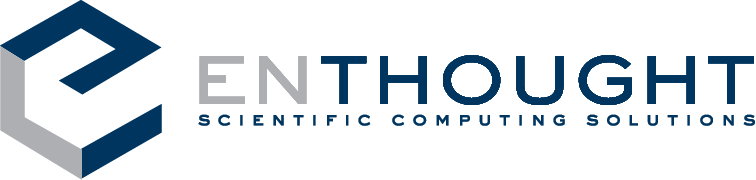 ENTHOUGHT
SCIENTIFIC COMPUTING SOLUTIONS